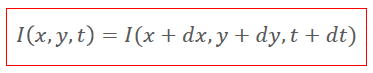 I(x, y, t) = I(x + dx, y + dy, t + dt)